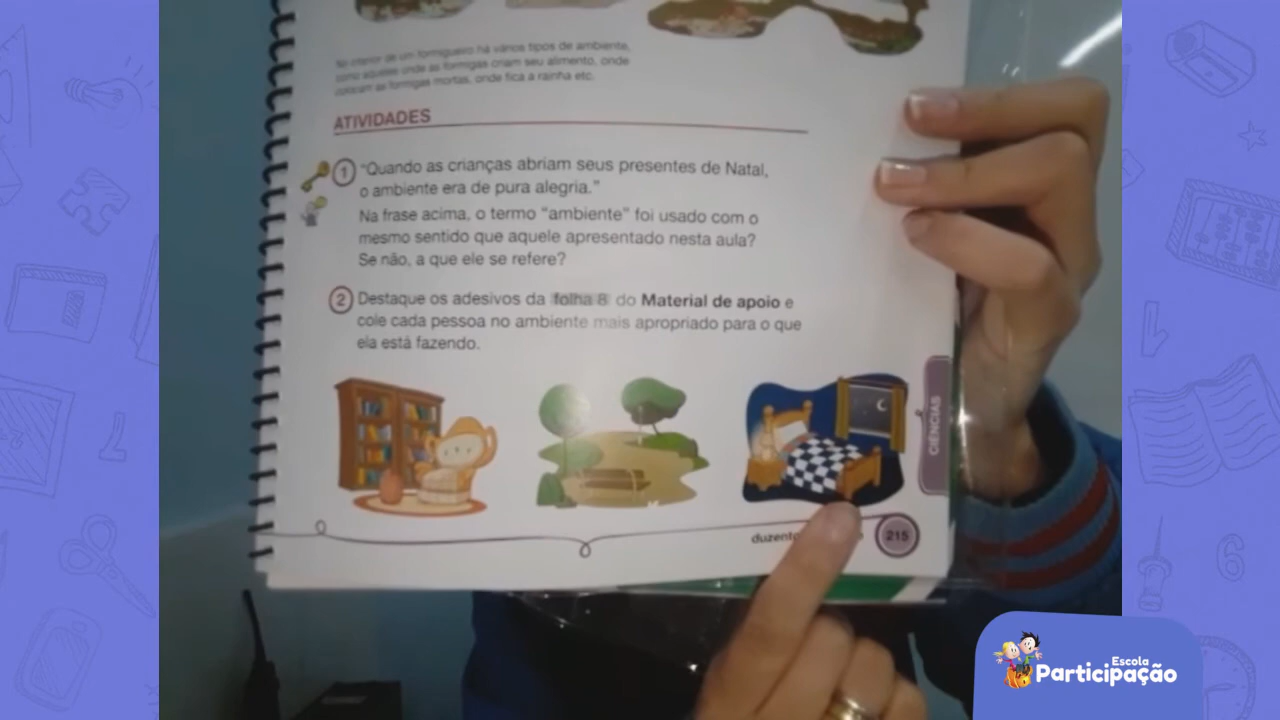 No interior de um formigueiro há vários tipos de ambiente,
como aqueles onde as formigas criam seu alimento, onde
colocam as formigas mortas, onde fica a rainha etc.
ATIVIDADES
1 "Quando as crianças abriam seus presentes de Natal,
o ambiente era de pura alegria."
Na frase acima, o termo "ambiente" foi usado com o
mesmo sentido que aquele apresentado nesta aula?
Se não, a que ele se refere?
2 Destaque os adesivos da folha 8 do Material de apoio e
cole cada pessoa no ambiente mais apropriado para o que
ela está fazendo.
CIÊNCIAS
215
Escola
Participação